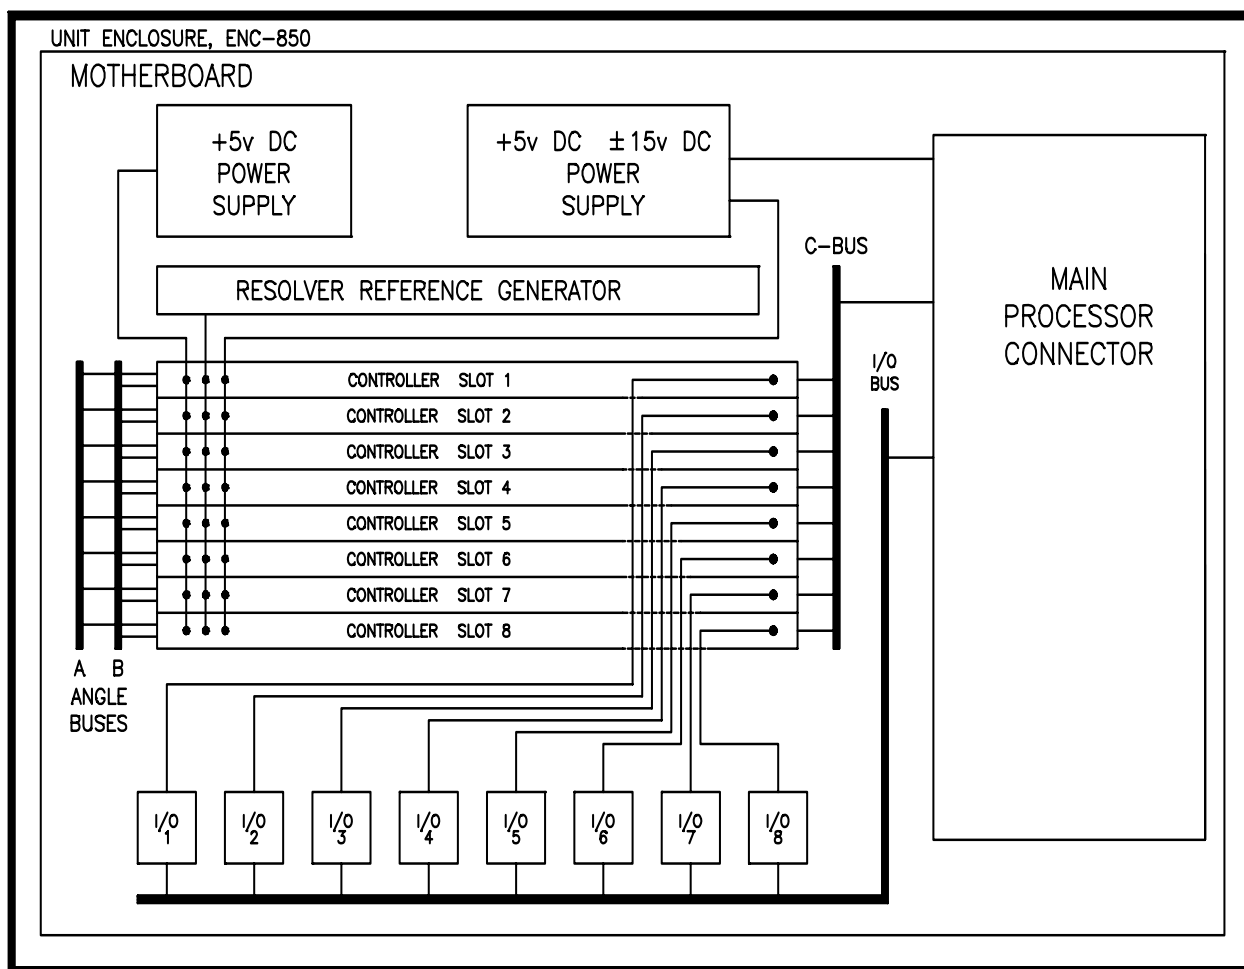 UNIT ENCLOSURE, ENC-850
MOTHERBOARD
+5v DC
POWER
SUPPLY
+5v DC ±15v DC
POWER
SUPPLY
RESOLVER REFERENCE GENERATOR
C-BUS
MAIN
PROCESSOR
CONNECTOR
I/O
BUS
CONTROLLER SLOT 1
CONTROLLER SLOT 2
CONTROLLER SLOT 3
CONTROLLER SLOT 4
CONTROLLER SLOT 5
CONTROLLER SLOT 6
CONTROLLER SLOT 7
CONTROLLER SLOT 8
A B
ANGLE
BUSES
I/O
1
I/O
2
I/O
3
I/O
4
I/O
5
I/O
6
I/O
7
I/O
8